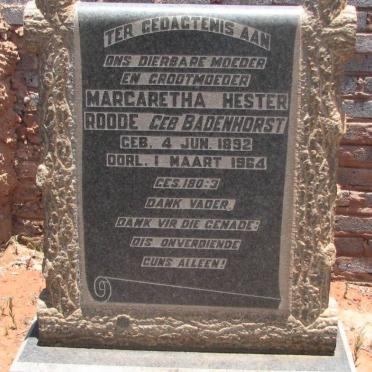 TER GEDAGTENIS AAN
ONS DIERBARE MOEDER
EN GROOTMOEDER
MARGARETHA HESTER
ROODE GEB BADENHORST
GEB. 4 JUN. 1892
OORL. 1 MAART 1964
GES. 180:3
DANK VADER,
DANK VIR DIE GENADE:
DIS ONVERDIENDE
GUNS ALLEEN!